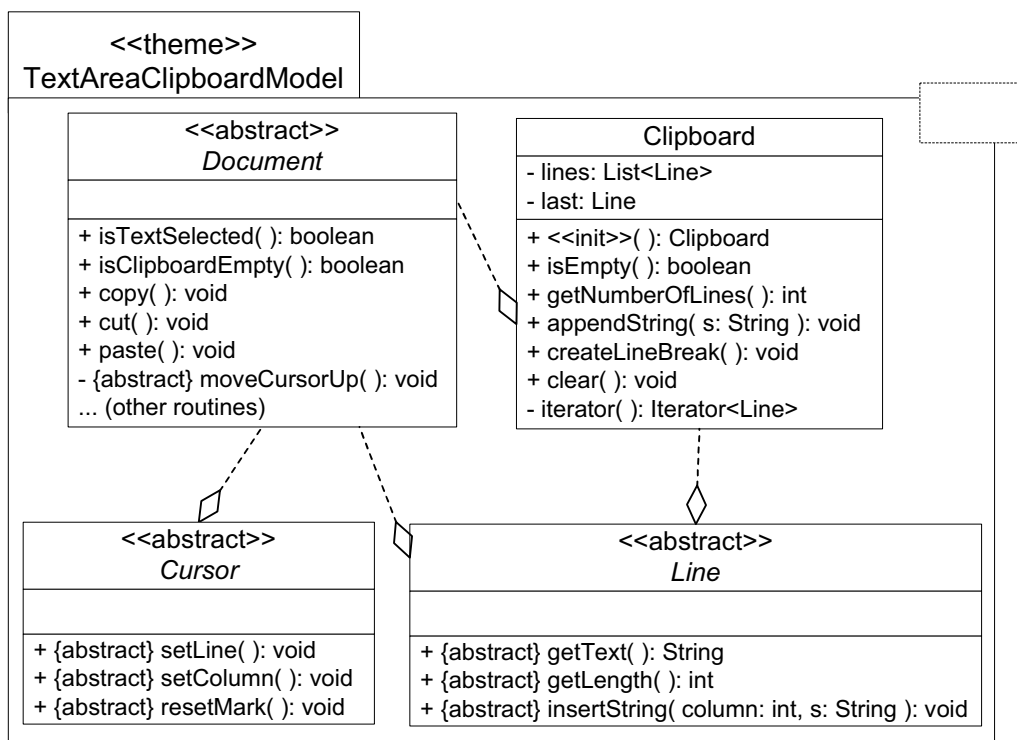 <<theme>>
TextAreaClipboardModel
<<abstract>>
Document
+ isTextSelected( ): boolean
+ isClipboardEmpty( ): boolean
+ copy( ): void
+ cut( ): void
+ paste( ): void
- {abstract} moveCursorUp( ): void
... (other routines)
Clipboard
- lines: List<Line>
- last: Line
+ <<init>>( ): Clipboard
+ isEmpty( ): boolean
+ getNumberOfLines( ): int
+ appendString( s: String ): void
+ createLineBreak( ): void
+ clear( ): void
- iterator( ): Iterator<Line>
<<abstract>>
Cursor
+ {abstract} setLine( ): void
+ {abstract} setColumn( ): void
+ {abstract} resetMark( ): void
<<abstract>>
Line
+ {abstract} getText( ): String
+ {abstract} getLength( ): int
+ {abstract} insertString( column: int, s: String ): void